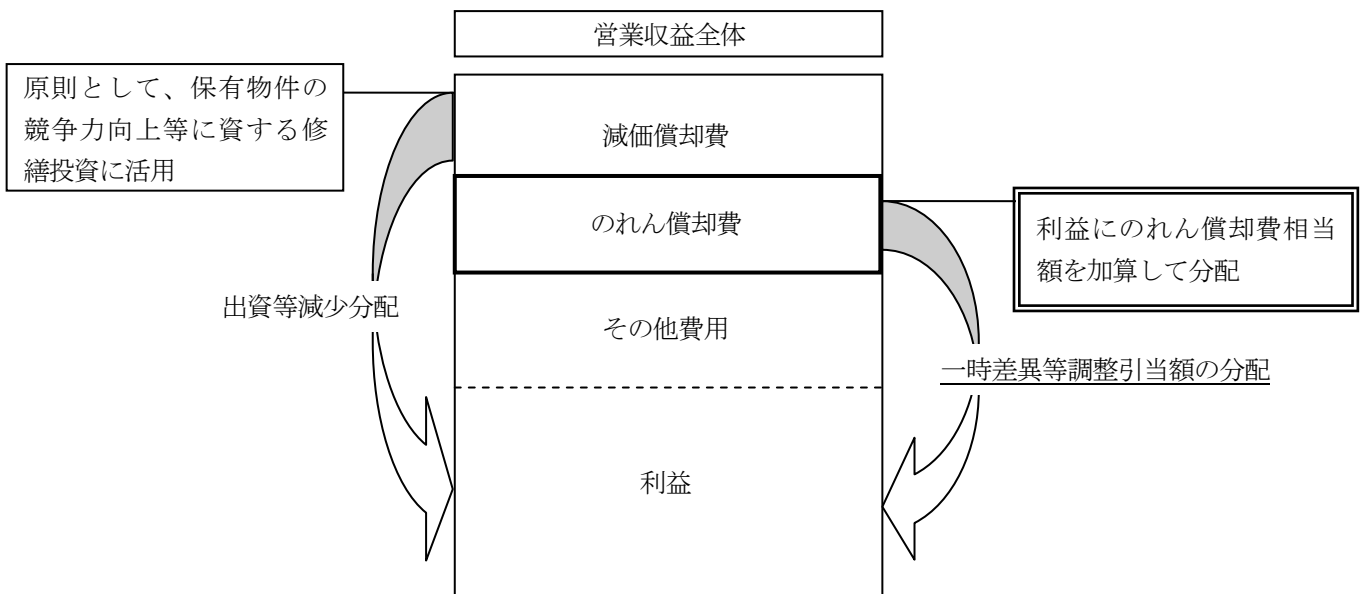 営業収益全体
原則として、保有物件の
競争力向上等に資する修
繕投資に活用
減価償却費
のれん償却費
利益にのれん償却費相当
額を加算して分配
出資等減少分配
その他費用
一時差異等調整引当額の分配
利益